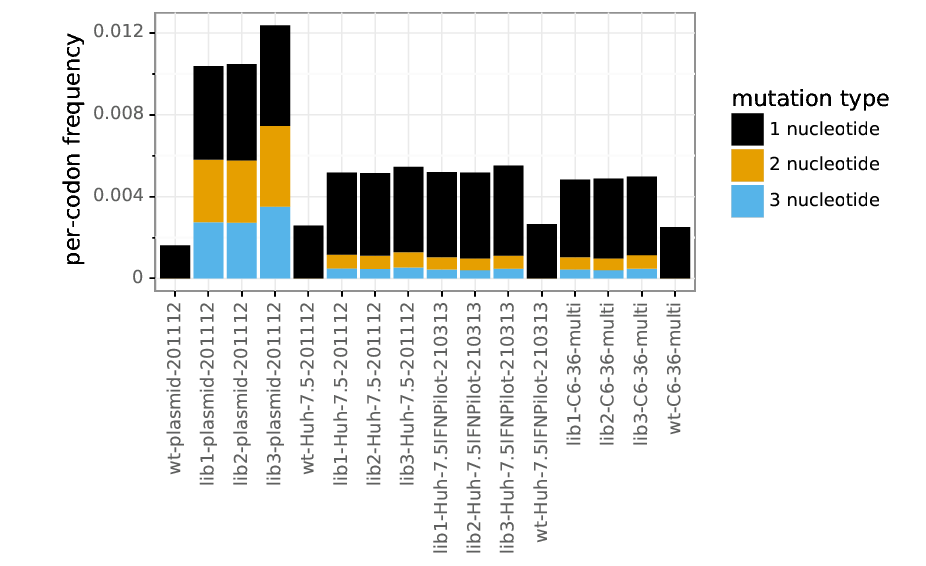 per-codon frequency
0.012
0.008
0.004
0
mutation type
1 nucleotide
2 nucleotide
3 nucleotide
wt-plasmid-201112
lib1-plasmid-201112
lib2-plasmid-201112
lib3-plasmid-201112
wt-Huh-7.5-201112
lib1-Huh-7.5-201112
lib2-Huh-7.5-201112
lib3-Huh-7.5-201112
lib1-Huh-7.5IFNPilot-210313
lib2-Huh-7.5IFNPilot-210313
lib3-Huh-7.5IFNPilot-210313
wt-Huh-7.5IFNPilot-210313
lib1-C6-36-multi
lib2-C6-36-multi
lib3-C6-36-multi
wt-C6-36-multi